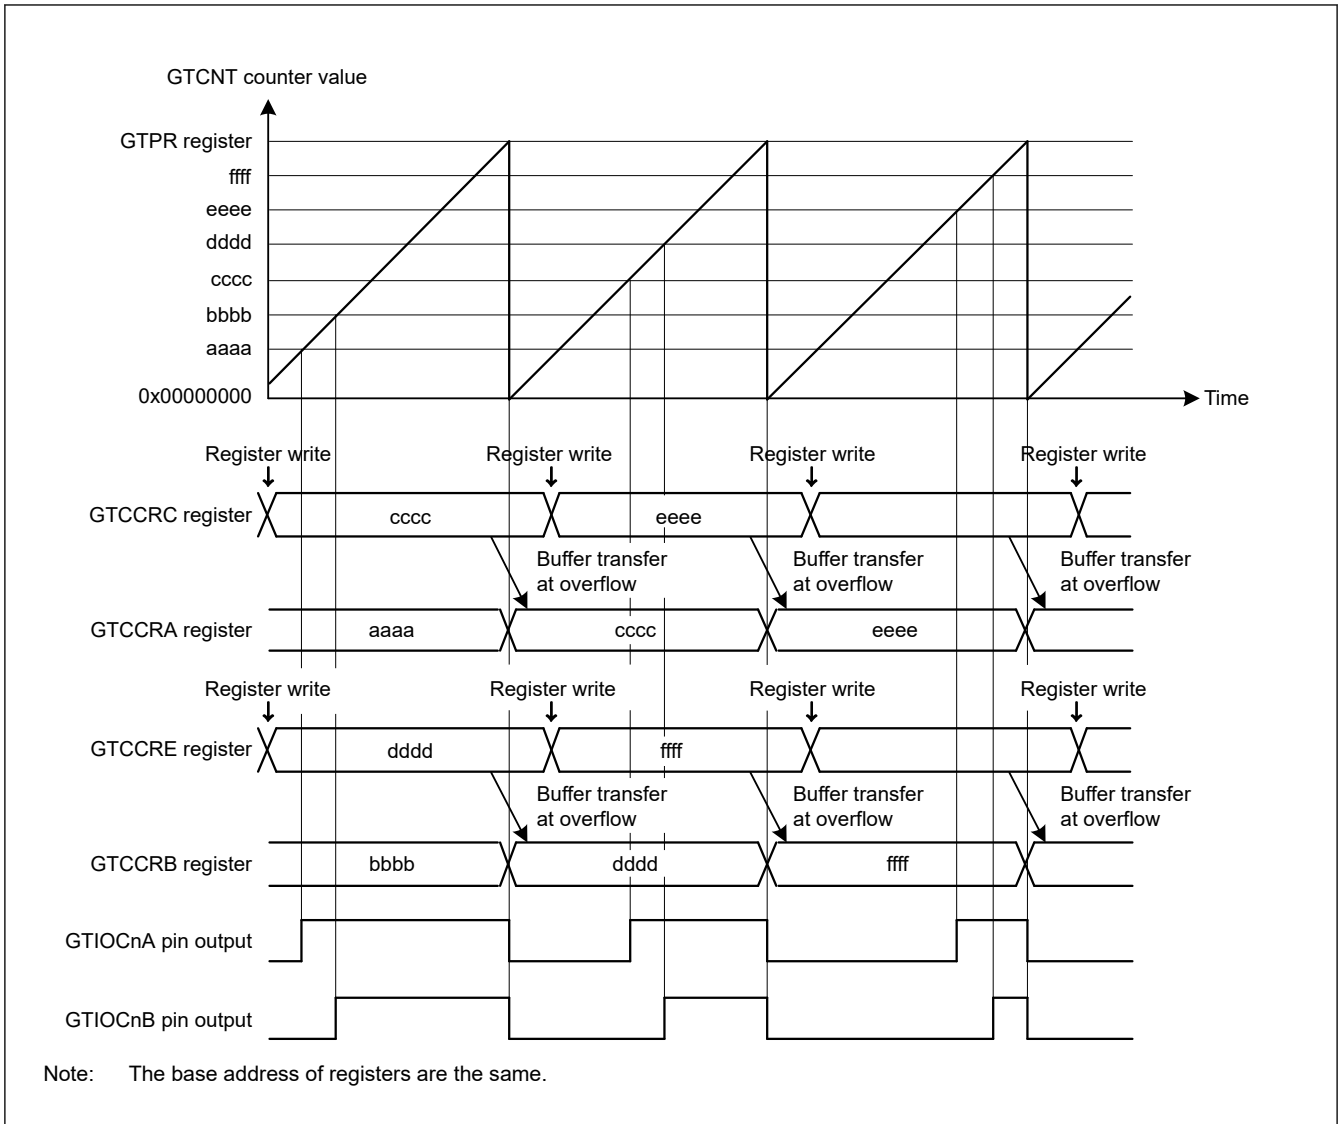 GTCNT counter value
GTPR register
ffff
eeee
dddd
cccc
bbbb
aaaa
0x00000000
Time
Register write Register write Register write Register write
GTCCRC register cccc eeee
Buffer transfer Buffer transfer Buffer transfer
at overflow at overflow at overflow
GTCCRA register aaaa cccc eeee
Register write Register write Register write Register write
GTCCRE register dddd ffff
Buffer transfer Buffer transfer Buffer transfer
at overflow at overflow at overflow
GTCCRB register bbbb dddd ffff
GTIOCnA pin output
GTIOCnB pin output
Note: The base address of registers are the same.